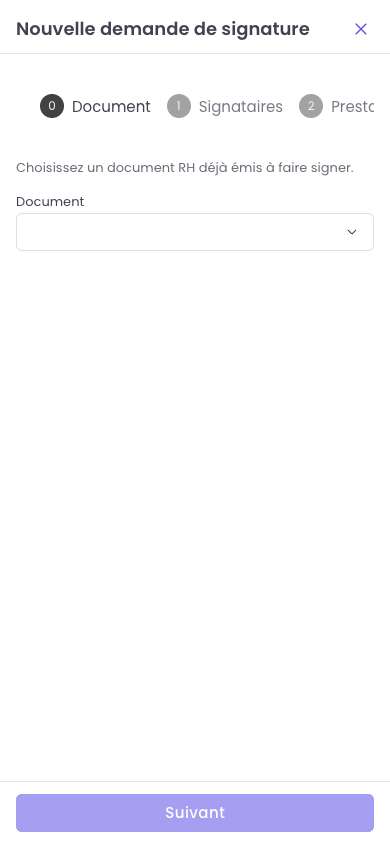 Nouvelle demande de signature
0 Document 1 Signataires 2
Choisissez un document RH déjà émis à faire signer.
Document
Suivant